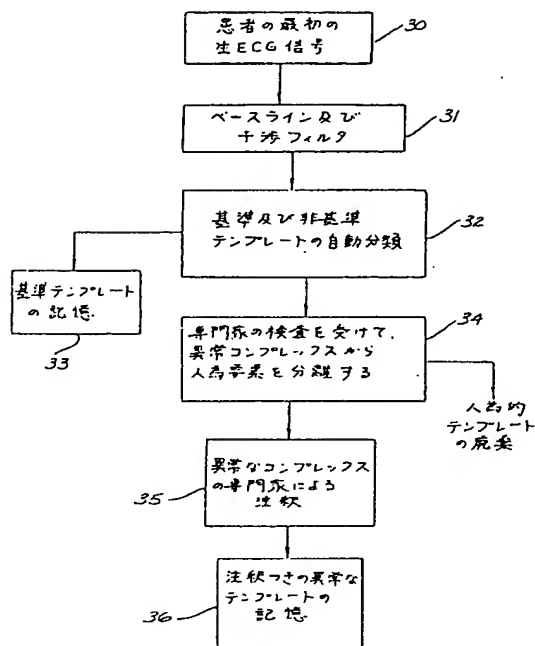 患者の最初の
生ECG信号
30
ベースライン及び
干渉フィルタ
31
基準及び非基準
テンプレートの自動分類
32
基準テンプレート
の記憶
33
専門家の検査を受けて、
異常コンプレックスから
人為要素を分離する
34
人為的
テンプレート
の廃棄
異常なコンプレックス
の専門家による
注釈
35
注釈つきの異常な
テンプレートの
記憶
36